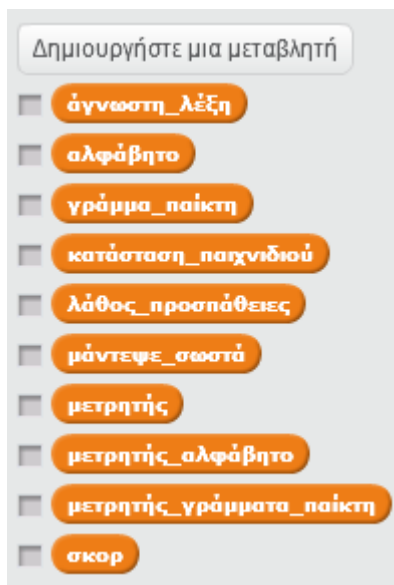 Δημιουργήστε μια μεταβλητή
άγνωστη_λέξη
αλφάβητο
γράμμα_παίκτη
κατάσταση_παιχνιδιού
λάθος_προσπάθειες
μάντεψε_σωστά
μετρητής
μετρητής_αλφάβητο
μετρητής_γράμματα_παίκτη
σκορ